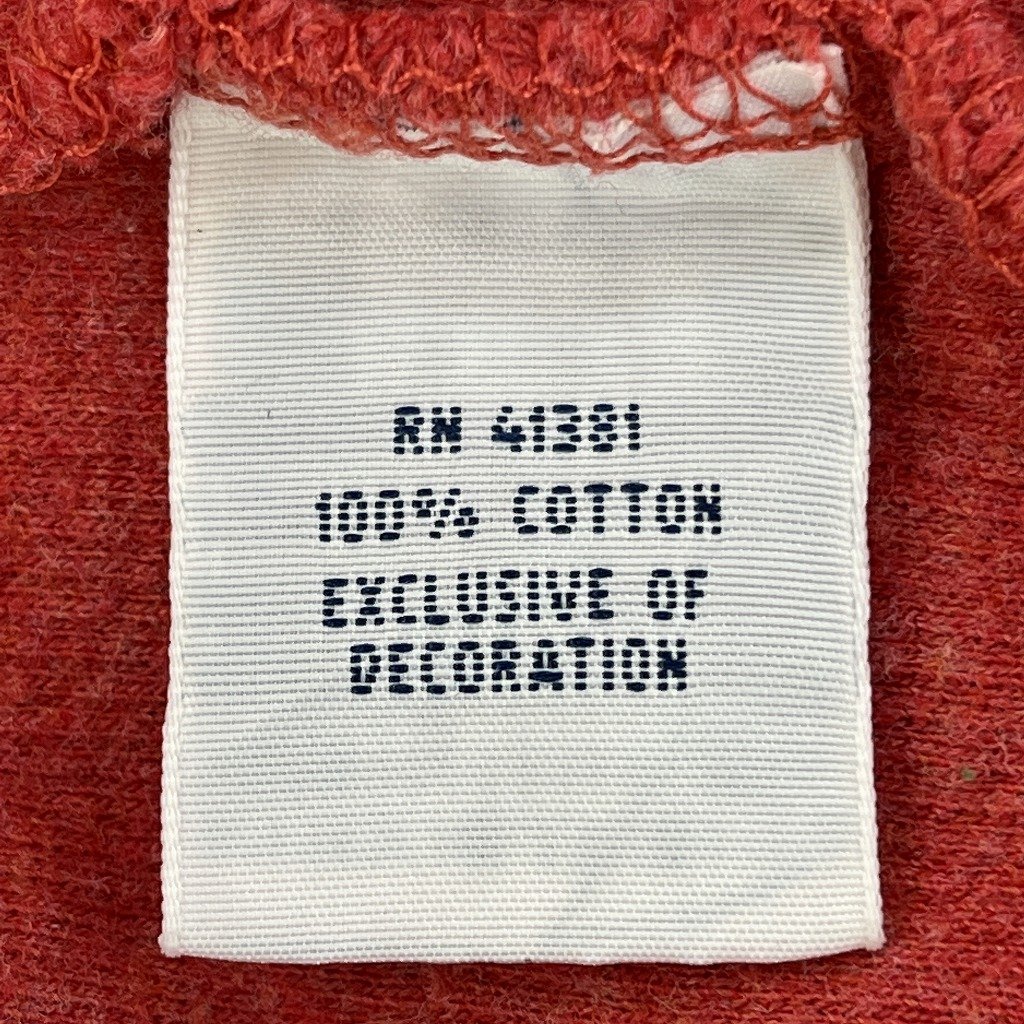 RN 41381
100% COTTON
EXCLUSIVE OF
DECORATION